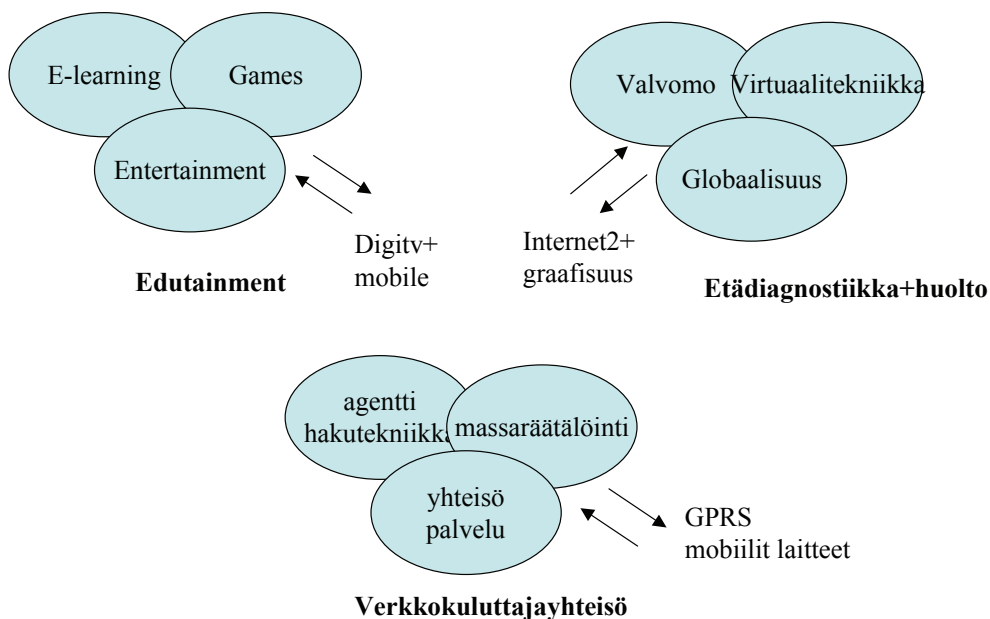 E-learning
Games
Entertainment
Digitv+
mobile
Edutainment
Valvomo
Virtuaalitekniikka
Globaalisuus
Internet2+
graafisuus
Etädiagnostiikka+huolto
agentti
hakutekniikka
massaräätälöinti
yhteisö
palvelu
GPRS
mobiilit laitteet
Verkkokuluttajayhteisö